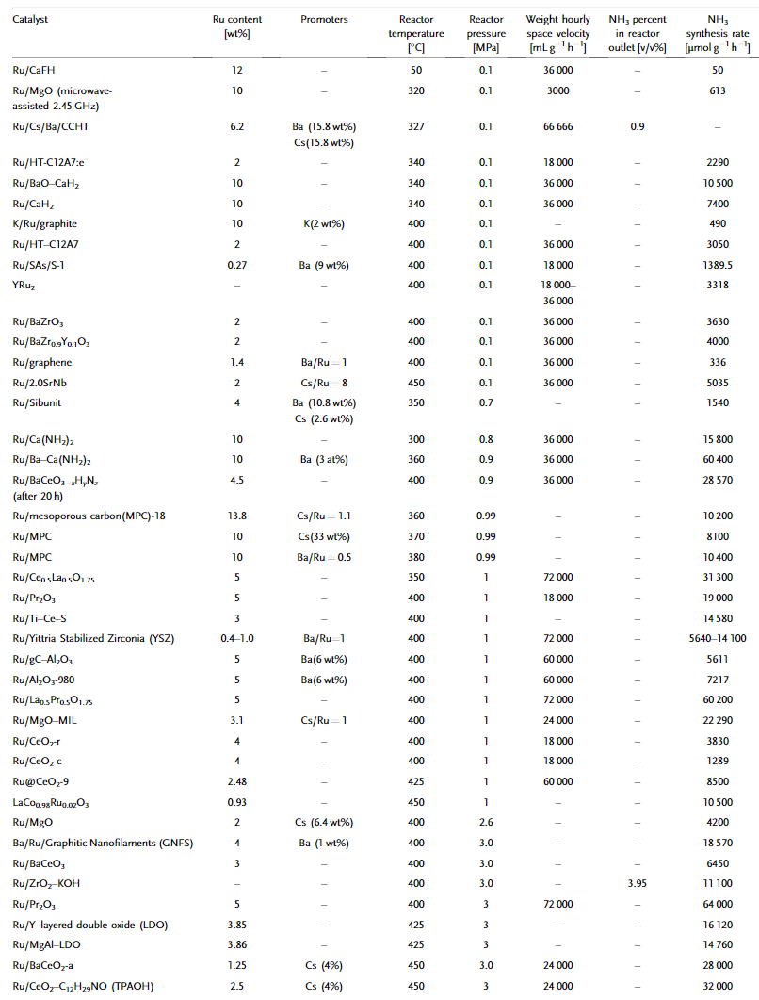 Catalyst Ru content Promoters Reactor Reactor Weight hourly NH3 percent NH3
[wt%] temperature pressure space velocity in reactor synthesis rate
[°C] [MPa] [mL g−1 h−1] outlet [v/v%] [μmol g−1 h−1]
Ru/CaFH 12 – 50 0.1 36 000 – 50
Ru/MgO (microwave- 10 – 320 0.1 3000 – 613
assisted 2.45 GHz)
Ru/Cs/Ba/CCHT 6.2 Ba (15.8 wt%) 327 0.1 66 666 0.9 –
Cs(15.8 wt%)
Ru/HT-C12A7:e− 2 – 340 0.1 18 000 – 2290
Ru/BaO–CaH2 10 – 340 0.1 36 000 – 10 500
Ru/CaH2 10 – 340 0.1 36 000 – 7400
K/Ru/graphite 10 K(2 wt%) 400 0.1 – – 490
Ru/HT–C12A7 2 – 400 0.1 36 000 – 3050
Ru/SAs/S-1 0.27 Ba (9 wt%) 400 0.1 18 000 – 1389.5
YRu2 – – 400 0.1 18 000– – 3318
36 000
Ru/BaZrO3 2 – 400 0.1 36 000 – 3630
Ru/BaZr0.9Y0.1O3 2 – 400 0.1 36 000 – 4000
Ru/graphene 1.4 Ba/Ru = 1 400 0.1 36 000 – 336
Ru/2.0SrNb 2 Cs/Ru = 8 450 0.1 36 000 – 5035
Ru/Sibunit 4 Ba (10.8 wt%) 350 0.7 – – 1540
Cs (2.6 wt%)
Ru/Ca(NH2)2 10 – 300 0.8 36 000 – 15 800
Ru/Ba–Ca(NH2)2 10 Ba (3 at%) 360 0.9 36 000 – 60 400
Ru/BaCeO3−xHyNz 4.5 – 400 0.9 36 000 – 28 570
(after 20 h)
Ru/mesoporous carbon(MPC)-18 13.8 Cs/Ru = 1.1 360 0.99 – – 10 200
Ru/MPC 10 Cs(33 wt%) 370 0.99 – – 8100
Ru/MPC 10 Ba/Ru = 0.5 380 0.99 – – 10 400
Ru/Ce0.5La0.5O1.75 5 – 350 1 72 000 – 31 300
Ru/Pr2O3 5 – 400 1 18 000 – 19 000
Ru/Ti–Ce–S 3 – 400 1 – – 14 580
Ru/Yittria Stabilized Zirconia (YSZ) 0.4–1.0 Ba/Ru=1 400 1 72 000 – 5640–14 100
Ru/gC–Al2O3 5 Ba(6 wt%) 400 1 60 000 – 5611
Ru/Al2O3-980 5 Ba(6 wt%) 400 1 60 000 – 7217
Ru/La0.5Pr0.5O1.75 5 – 400 1 72 000 – 60 200
Ru/MgO–MIL 3.1 Cs/Ru = 1 400 1 24 000 – 22 290
Ru/CeO2-r 4 – 400 1 18 000 – 3830
Ru/CeO2-c 4 – 400 1 18 000 – 1289
Ru@CeO2-9 2.48 – 425 1 60 000 – 8500
LaCo0.98Ru0.02O3 0.93 – 450 1 – – 10 500
Ru/MgO 2 Cs (6.4 wt%) 400 2.6 – – 4200
Ba/Ru/Graphitic Nanofilaments (GNFS) 4 Ba (1 wt%) 400 3.0 – – 18 570
Ru/BaCeO3 3 – 400 3.0 – – 6450
Ru/ZrO2–KOH – – 400 3.0 – 3.95 11 100
Ru/Pr2O3 5 – 400 3 72 000 – 64 000
Ru/Y–layered double oxide (LDO) 3.85 – 425 3 – – 16 120
Ru/MgAl–LDO 3.86 – 425 3 – – 14 760
Ru/BaCeO2-a 1.25 Cs (4%) 450 3.0 24 000 – 28 000
Ru/CeO2–C12H29NO (TPAOH) 2.5 Cs (4%) 450 3 24 000 – 32 000